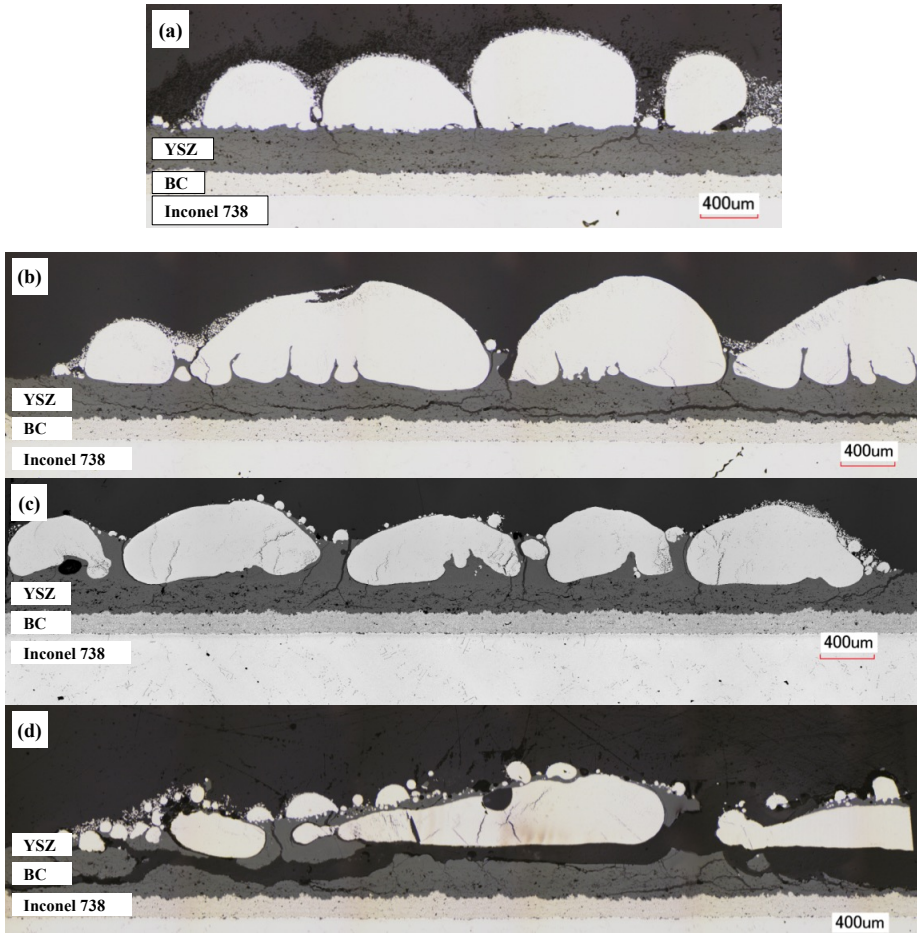 (a)
YSZ
BC
Inconel 738
400um
(b)
YSZ
BC
Inconel 738
400um
(c)
YSZ
BC
Inconel 738
400um
(d)
YSZ
BC
Inconel 738
400um